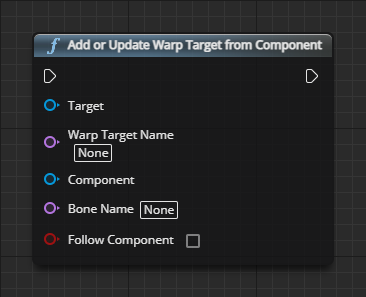 Add or Update Warp Target from Component
Target
Warp Target Name
None
Component
Bone Name None
Follow Component